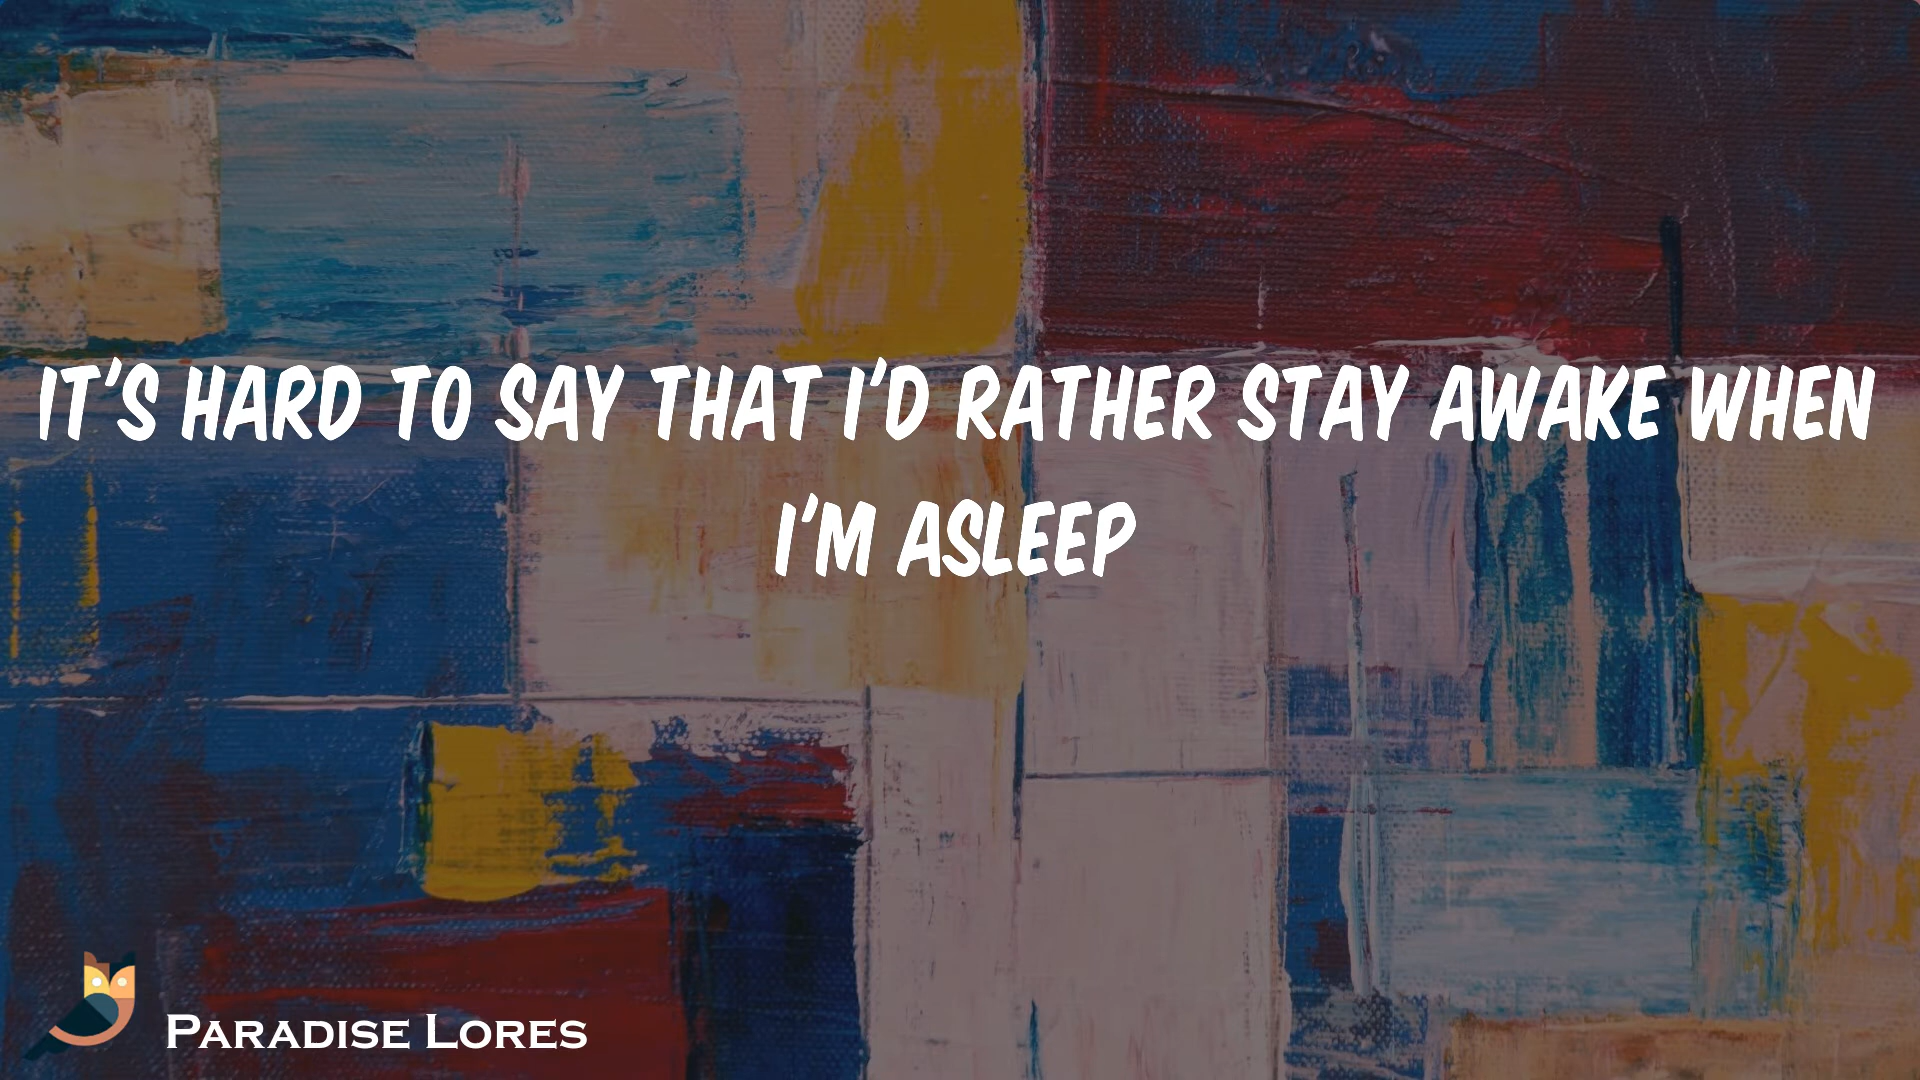 IT'S HARD TO SAY THAT I'D RATHER STAY AWAKE WHEN
I'M ASLEEP
PARADISE LORES